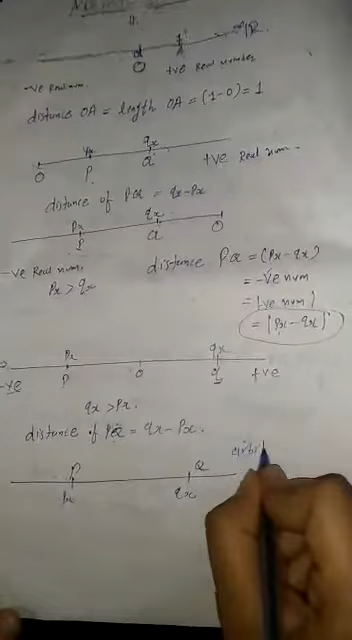 O A
-ve Real num. +ve Real number
distance OA = length OA = (1-0) = 1
px qx
O P Q +ve Real num-
distance of PQ = qx-px
px qx
P Q O
-ve Real num. distance PQ = (px-qx)
px > qx = -ve num
= |-ve num|
= |px-qx|
px qx
-ve P O q +ve
qx > px.
distance of PQ = qx-px.
P Q
px qx